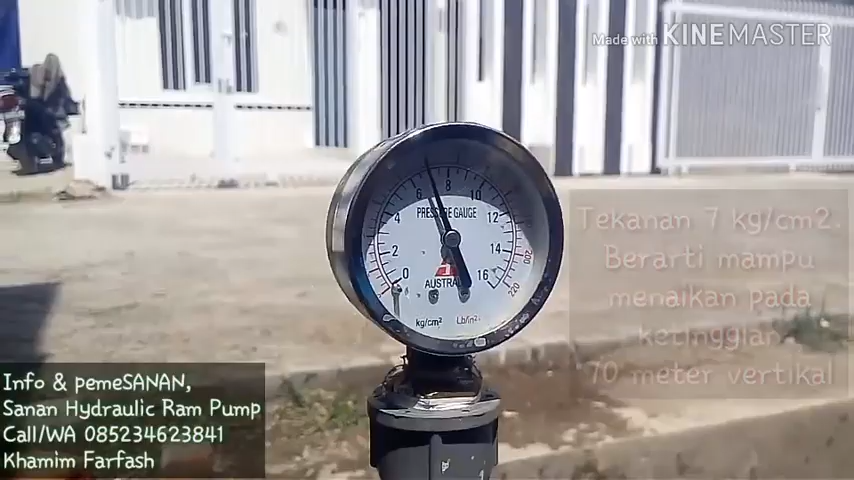 Made with KINEMASTER
Tekanan 7 kg/cm2.
Berarti mampu
menaikan pada
ketinggian
70 meter vertikal
0 2 4 6 8 10 12 14 16
PRESSURE GAUGE
200
220
kg/cm² Lb/in²
Info & pemeSANAN,
Sanan Hydraulic Ram Pump
Call/WA 085234623841
Khamim Farfash